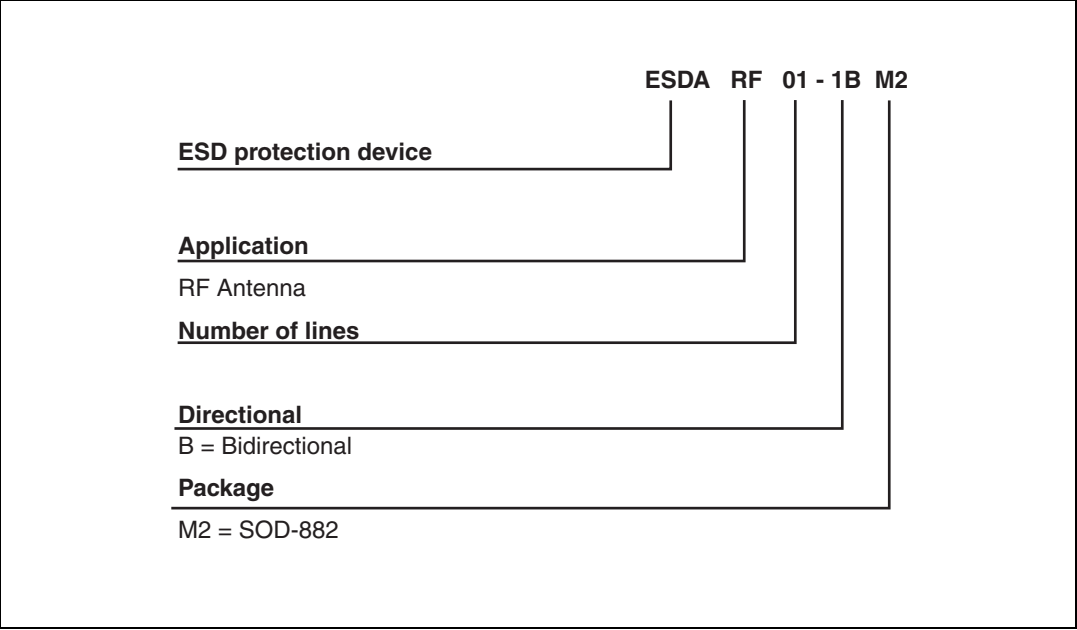 ESDA RF 01 - 1B M2
ESD protection device
Application
RF Antenna
Number of lines
Directional
B = Bidirectional
Package
M2 = SOD-882